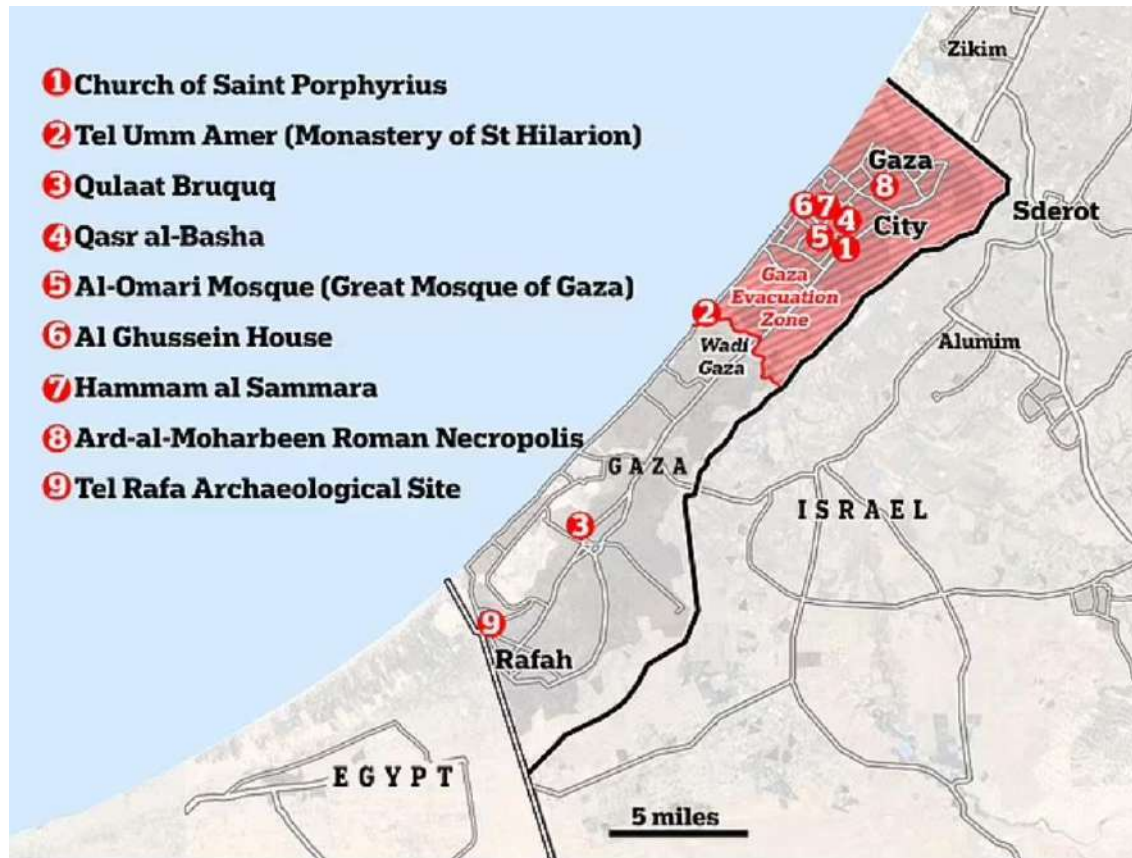 1 Church of Saint Porphyrius
2 Tel Umm Amer (Monastery of St Hilarion)
3 Qulaat Bruquq
4 Qasr al-Basha
5 Al-Omari Mosque (Great Mosque of Gaza)
6 Al Ghussein House
7 Hammam al Sammara
8 Ard-al-Moharbeen Roman Necropolis
9 Tel Rafa Archaeological Site
Zikim
Gaza
8
6 7 4
City
Sderot
5 1
Gaza
Evacuation
Zone
2
Wadi
Gaza
Alumim
GAZA
ISRAEL
3
9
Rafah
EGYPT
5 miles